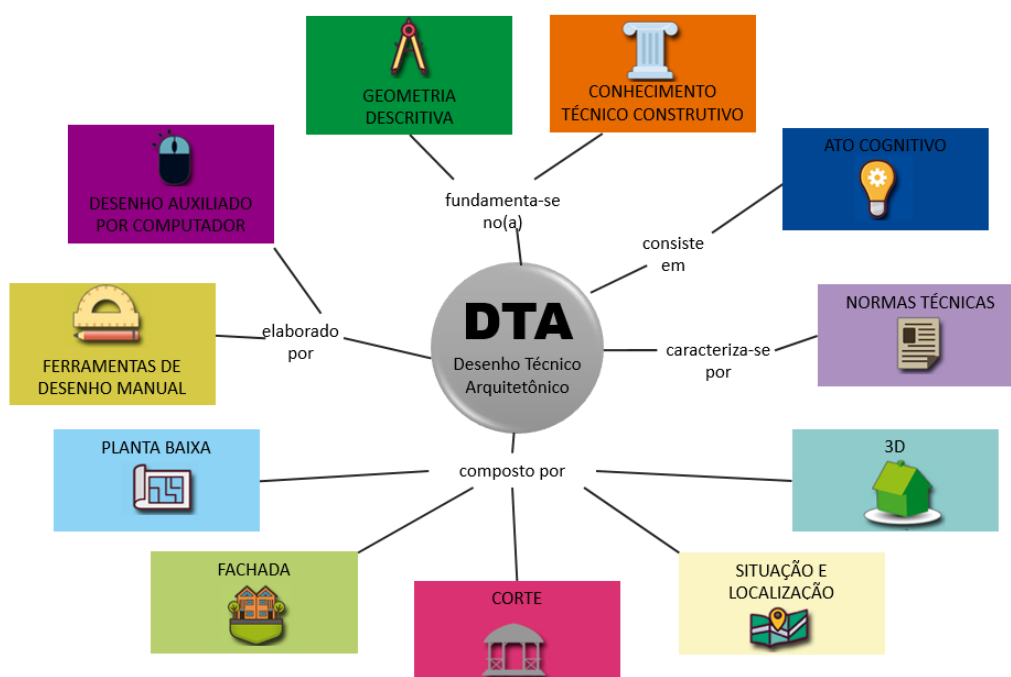 GEOMETRIA
DESCRITIVA
CONHECIMENTO
TÉCNICO CONSTRUTIVO
ATO COGNITIVO
DESENHO AUXILIADO
POR COMPUTADOR
fundamenta-se
no(a)
consiste
em
NORMAS TÉCNICAS
DTA
Desenho Técnico
Arquitetônico
elaborado
por
caracteriza-se
por
FERRAMENTAS DE
DESENHO MANUAL
PLANTA BAIXA
composto por
3D
FACHADA
CORTE
SITUAÇÃO E
LOCALIZAÇÃO